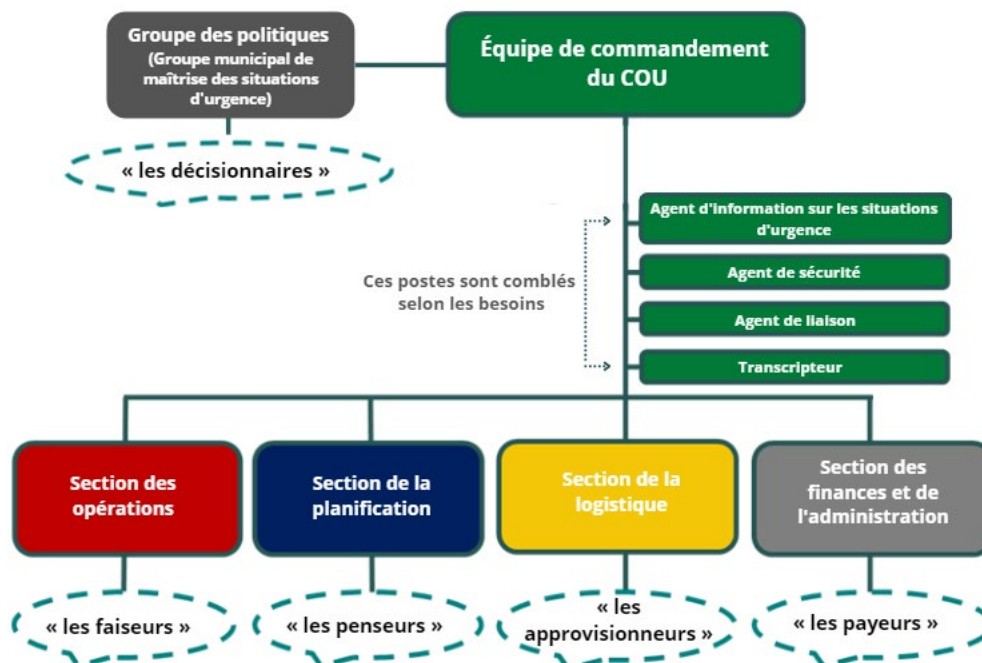 Groupe des politiques
(Groupe municipal de
maîtrise des situations
d'urgence)
Équipe de commandement
du COU
« les décisionnaires »
Agent d'information sur les situations
d'urgence
Ces postes sont comblés
selon les besoins
Agent de sécurité
Agent de liaison
Transcripteur
Section des
opérations
Section de la
planification
Section de la
logistique
Section des
finances et de
l'administration
« les faiseurs »
« les penseurs »
« les
approvisionneurs »
« les payeurs »